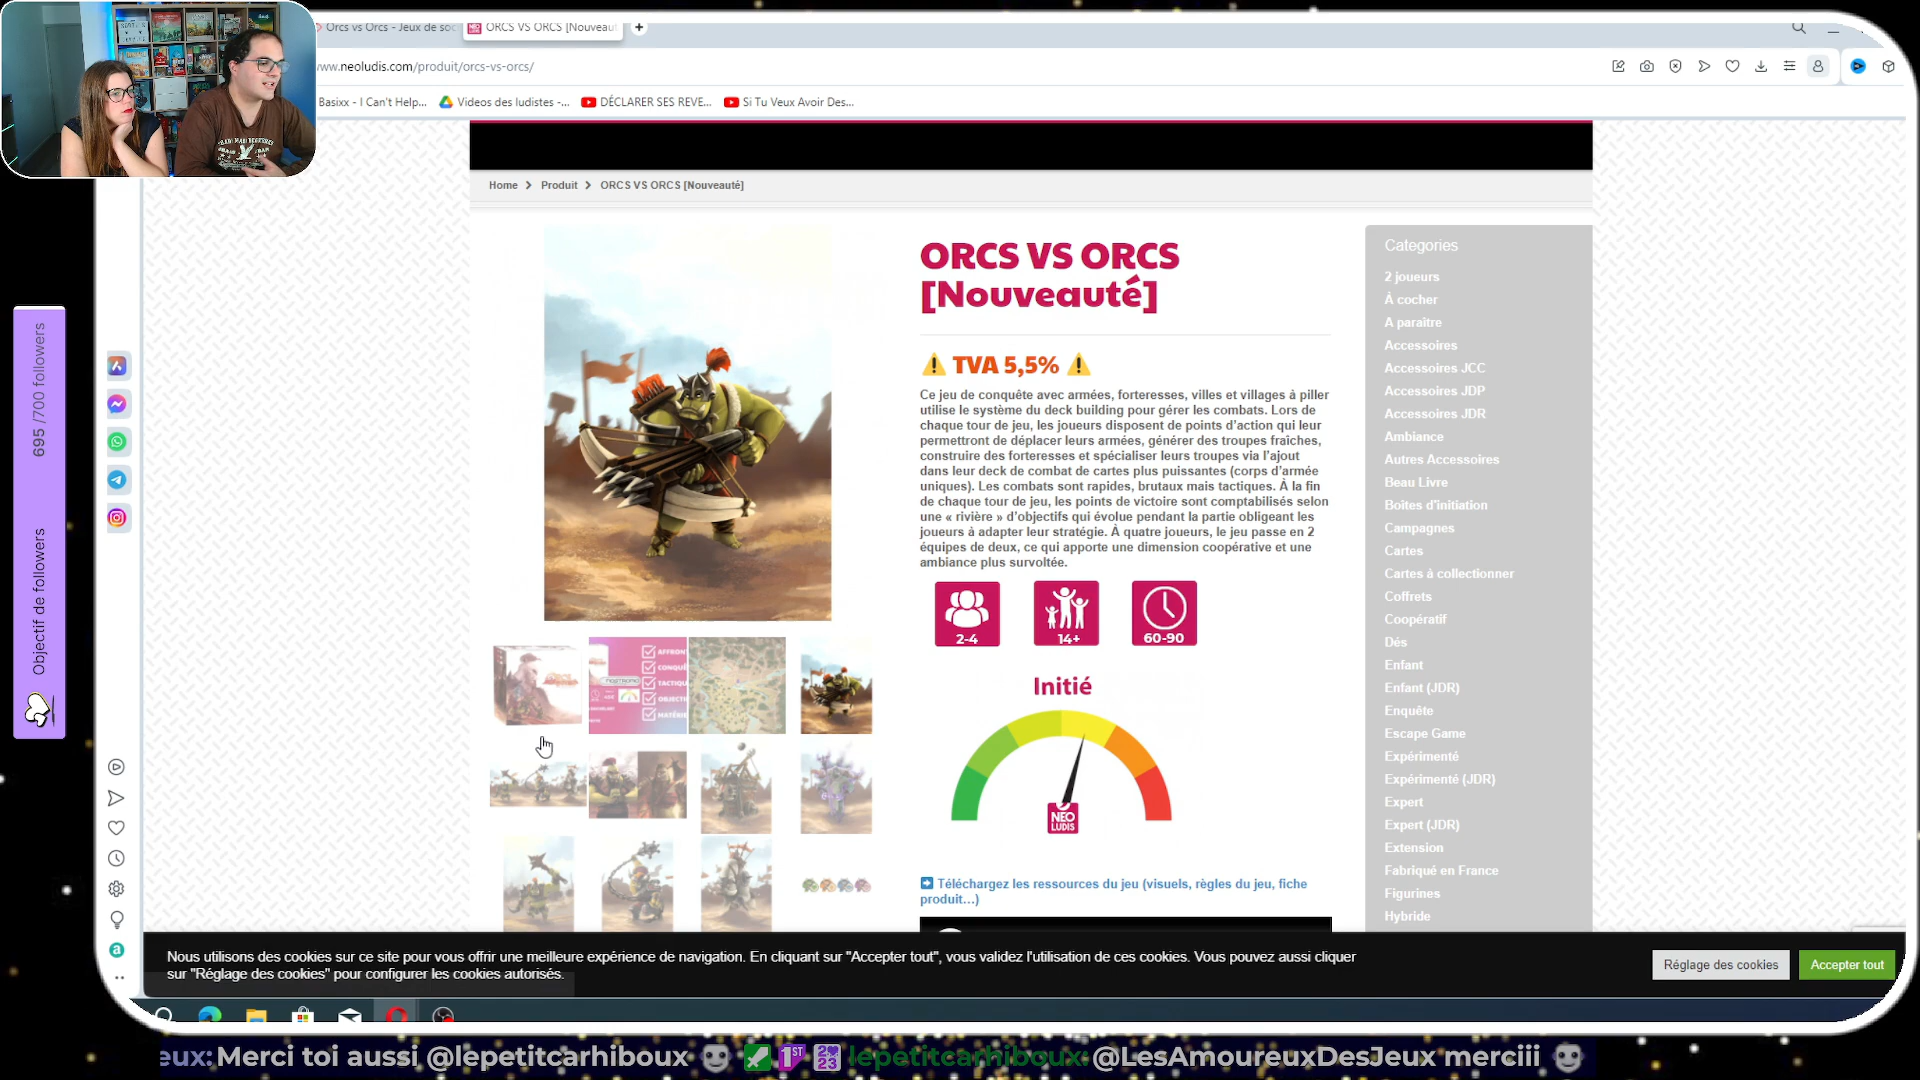 Orcs vs Orcs - Jeux de soc
ORCS VS ORCS [Nouveaut
www.neoludis.com/produit/orcs-vs-orcs/
Basixx - I Can't Help...
Videos des ludistes -...
DÉCLARER SES REVE...
Si Tu Veux Avoir Des...
Home
Produit
ORCS VS ORCS [Nouveauté]
ORCS VS ORCS
[Nouveauté]
TVA 5,5%
Ce jeu de conquête avec armées, forteresses, villes et villages à piller
utilise le système du deck building pour gérer les combats. Lors de
chaque tour de jeu, les joueurs disposent de points d'action qui leur
permettront de déplacer leurs armées, générer des troupes fraîches,
construire des forteresses et spécialiser leurs troupes via l'ajout
dans leur deck de combat de cartes plus puissantes (corps d'armée
uniques). Les combats sont rapides, brutaux mais tactiques. À la fin
de chaque tour de jeu, les points de victoire sont comptabilisés selon
une « rivière » d'objectifs qui évolue pendant la partie obligeant les
joueurs à adapter leur stratégie. À quatre joueurs, le jeu passe en 2
équipes de deux, ce qui apporte une dimension coopérative et une
ambiance plus survoltée.
2-4
14+
60-90
Initié
NEO
LUDIS
Téléchargez les ressources du jeu (visuels, règles du jeu, fiche
produit...)
Categories
2 joueurs
À cocher
A paraître
Accessoires
Accessoires JCC
Accessoires JDP
Accessoires JDR
Ambiance
Autres Accessoires
Beau Livre
Boites d'initiation
Campagnes
Cartes
Cartes à collectionner
Coffrets
Coopératif
Dés
Enfant
Enfant (JDR)
Enquête
Escape Game
Expérimenté
Expérimenté (JDR)
Expert
Expert (JDR)
Extension
Fabriqué en France
Figurines
Hybride
AFFRON
CONQUÊ
TACTIQU
OBJECTI
MATÉRIE
Objectif de followers
695 /700 followers
Nous utilisons des cookies sur ce site pour vous offrir une meilleure expérience de navigation. En cliquant sur "Accepter tout", vous validez l'utilisation de ces cookies. Vous pouvez aussi cliquer
sur "Réglage des cookies" pour configurer les cookies autorisés.
Réglage des cookies
Accepter tout
eux: Merci toi aussi @lepetitcarhiboux 1ST 2023 lepetitcarhiboux: @LesAmoureuxDesJeux merciii